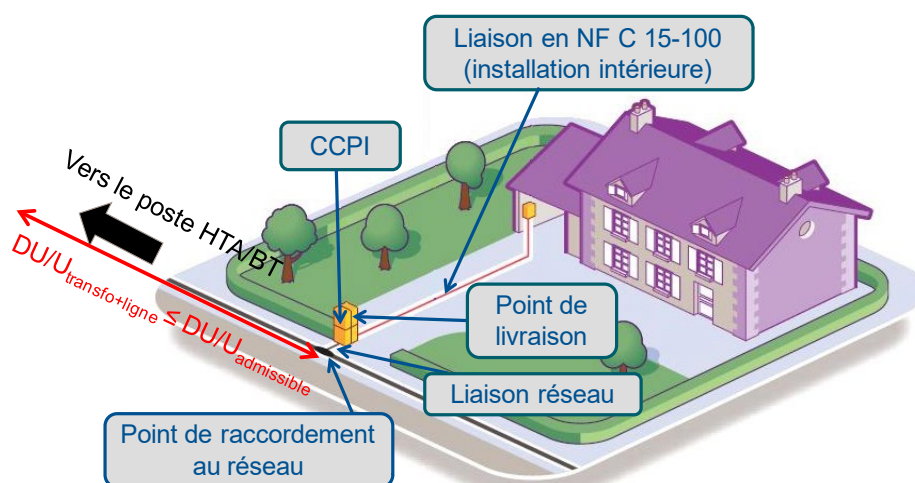 Liaison en NF C 15-100
(installation intérieure)
CCPI
Vers le poste HTA/BT
DU/Utransfo+ligne ≤ DU/Uadmissible
Point de
livraison
Liaison réseau
Point de raccordement
au réseau